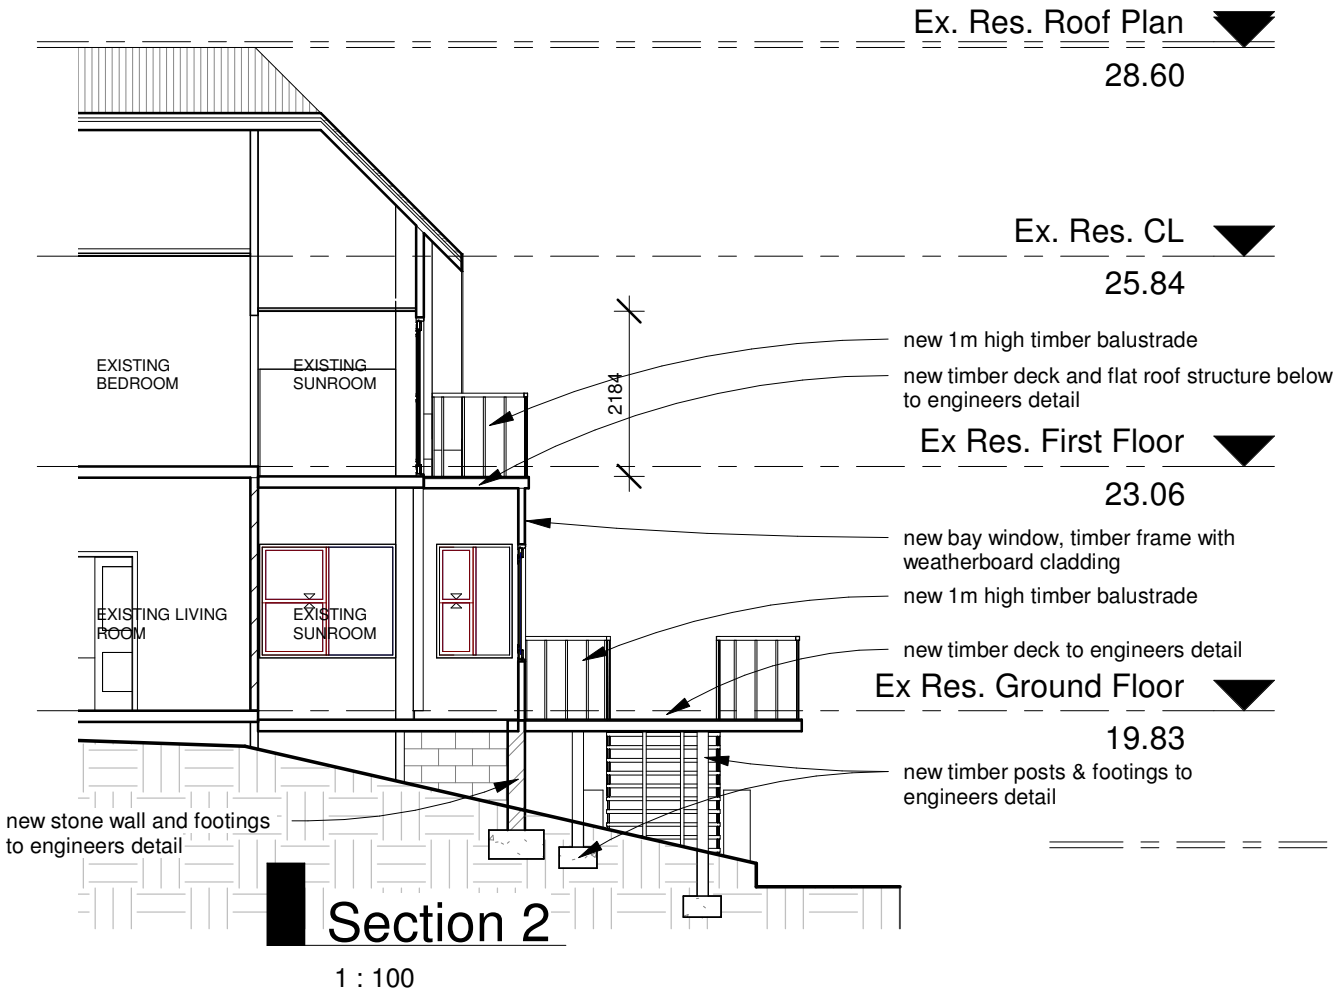 Ex. Res. Roof Plan
28.60
Ex. Res. CL
25.84
new 1m high timber balustrade
new timber deck and flat roof structure below
to engineers detail
EXISTING
BEDROOM
EXISTING
SUNROOM
2184
Ex Res. First Floor
23.06
new bay window, timber frame with
weatherboard cladding
new 1m high timber balustrade
EXISTING LIVING
ROOM
EXISTING
SUNROOM
new timber deck to engineers detail
Ex Res. Ground Floor
19.83
new timber posts & footings to
engineers detail
new stone wall and footings
to engineers detail
Section 2
1 : 100